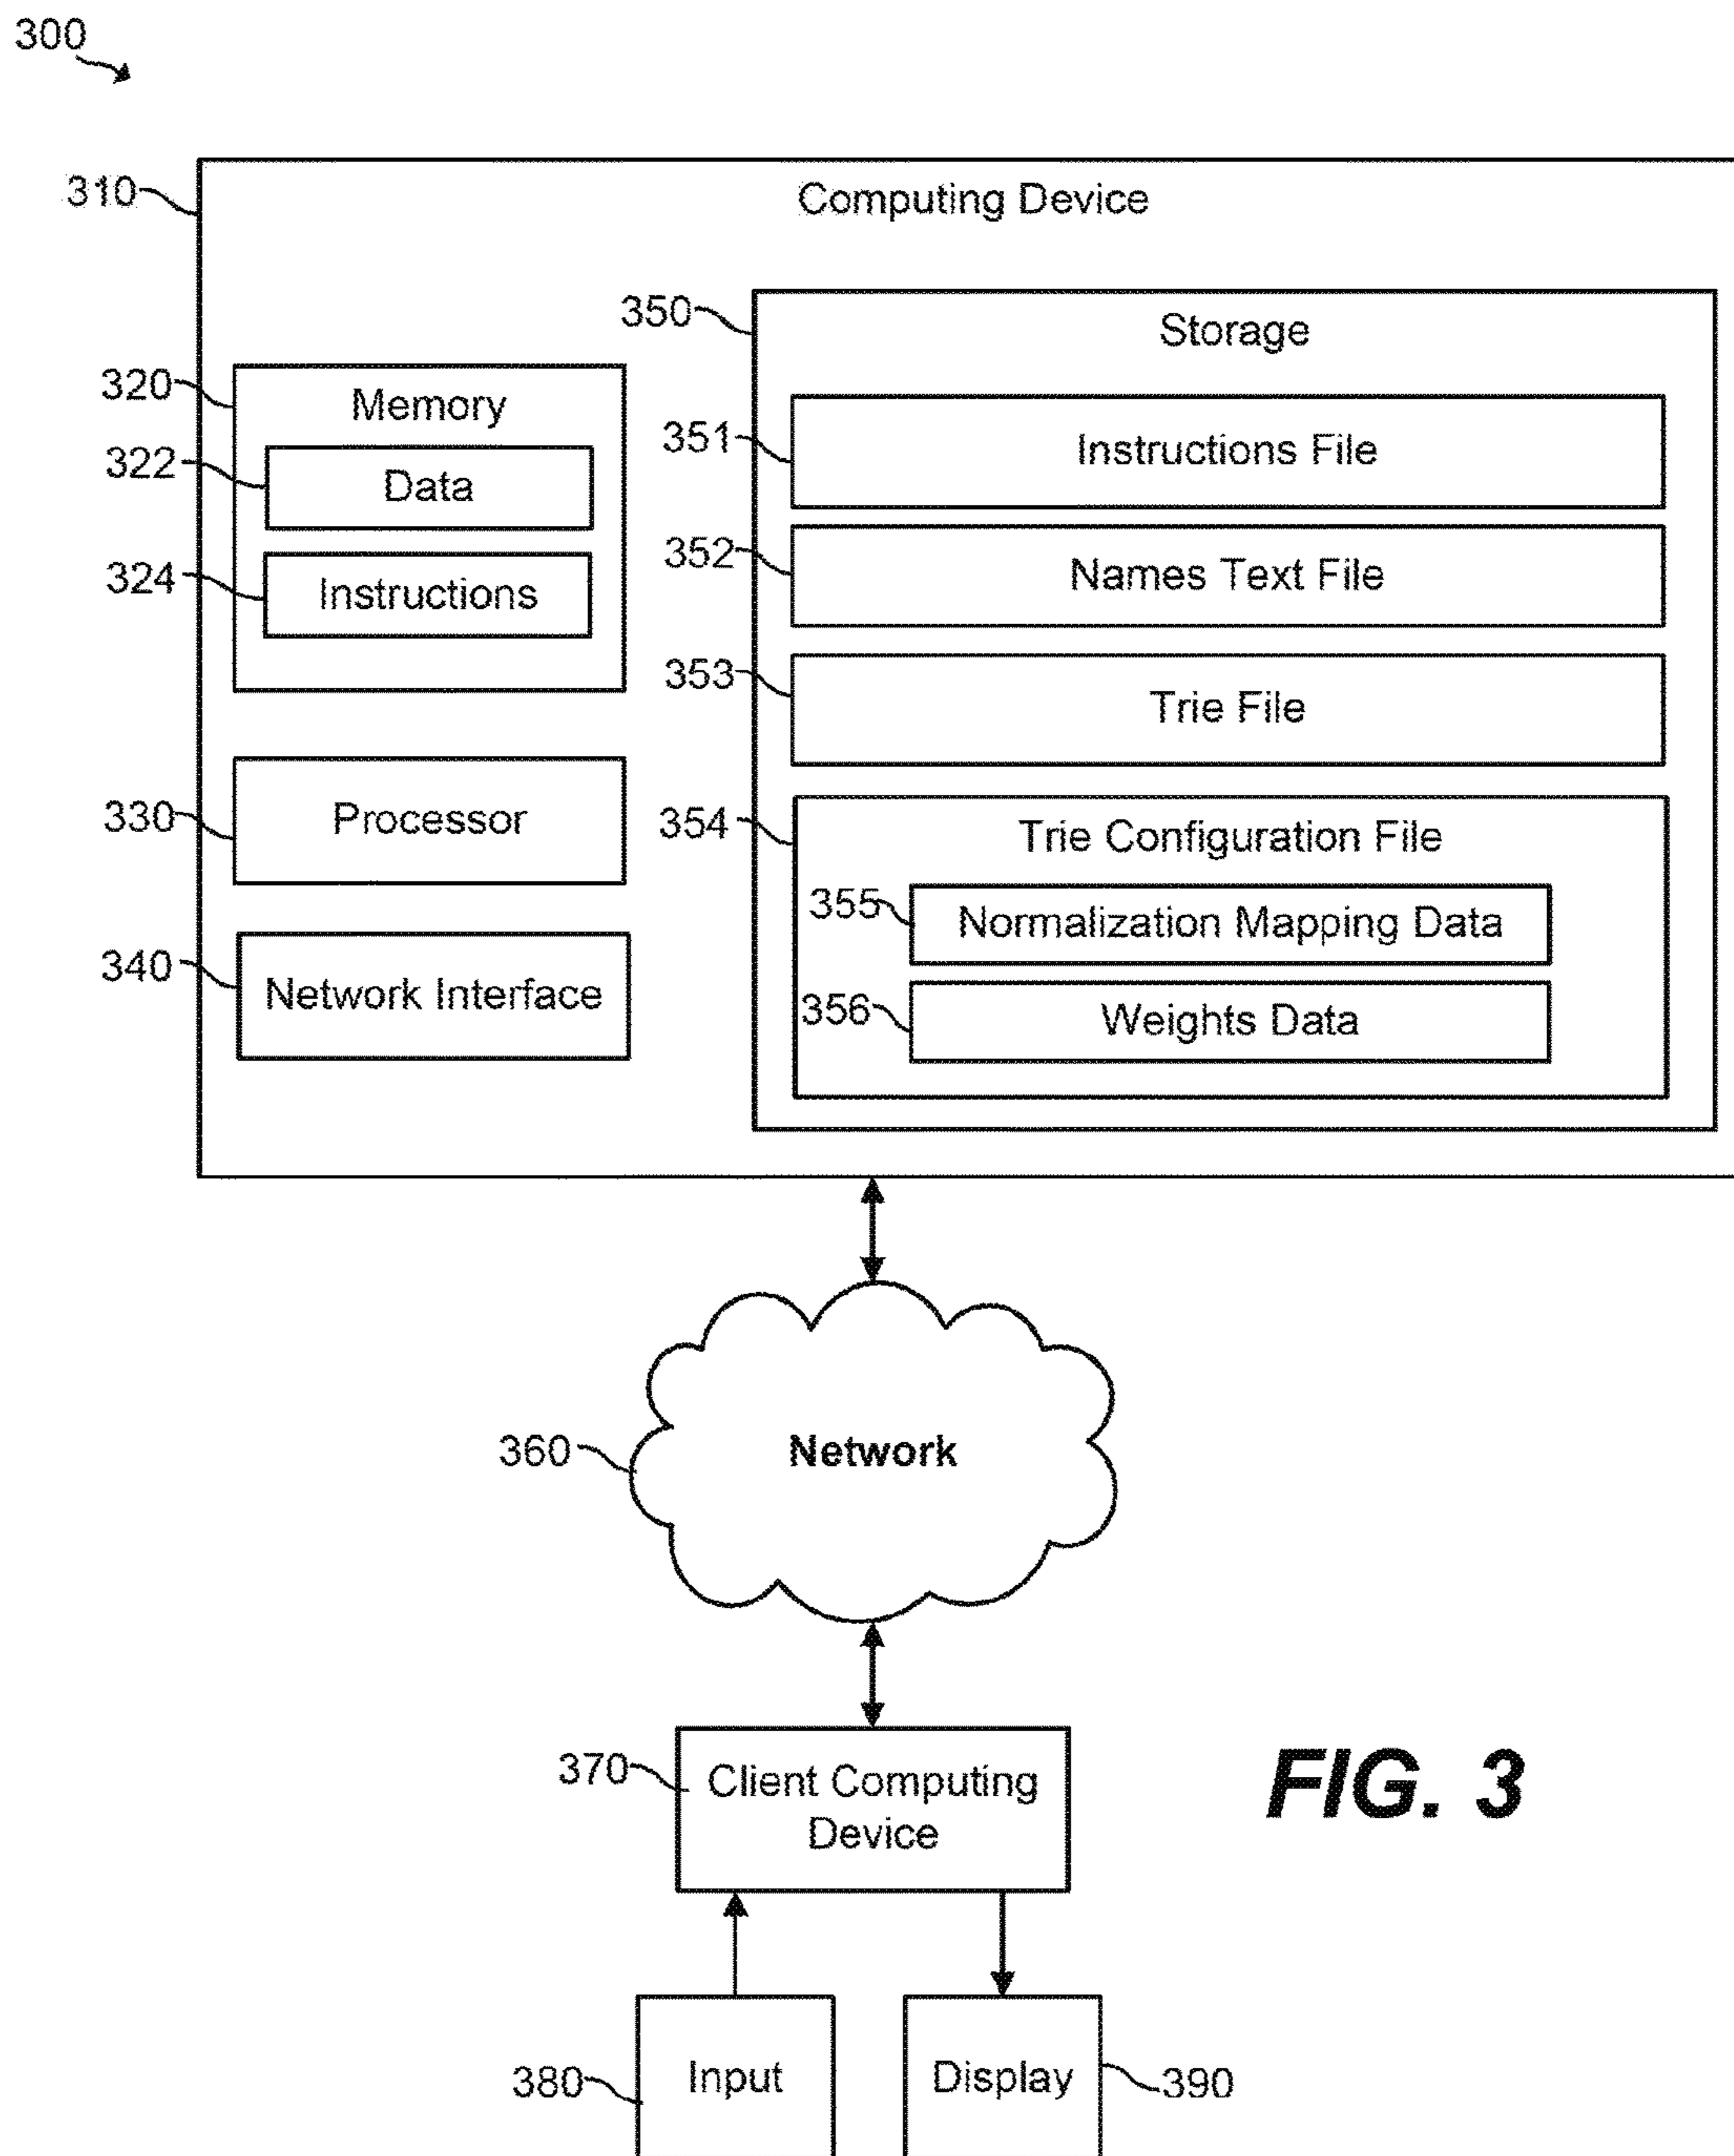 300
310
Computing Device
350
Storage
320
Memory
351
Instructions File
322
Data
352
Names Text File
324
Instructions
353
Trie File
330
Processor
354
Trie Configuration File
355
Normalization Mapping Data
340
Network Interface
356
Weights Data
360
Network
370
Client Computing
Device
FIG. 3
380
Input
Display
390